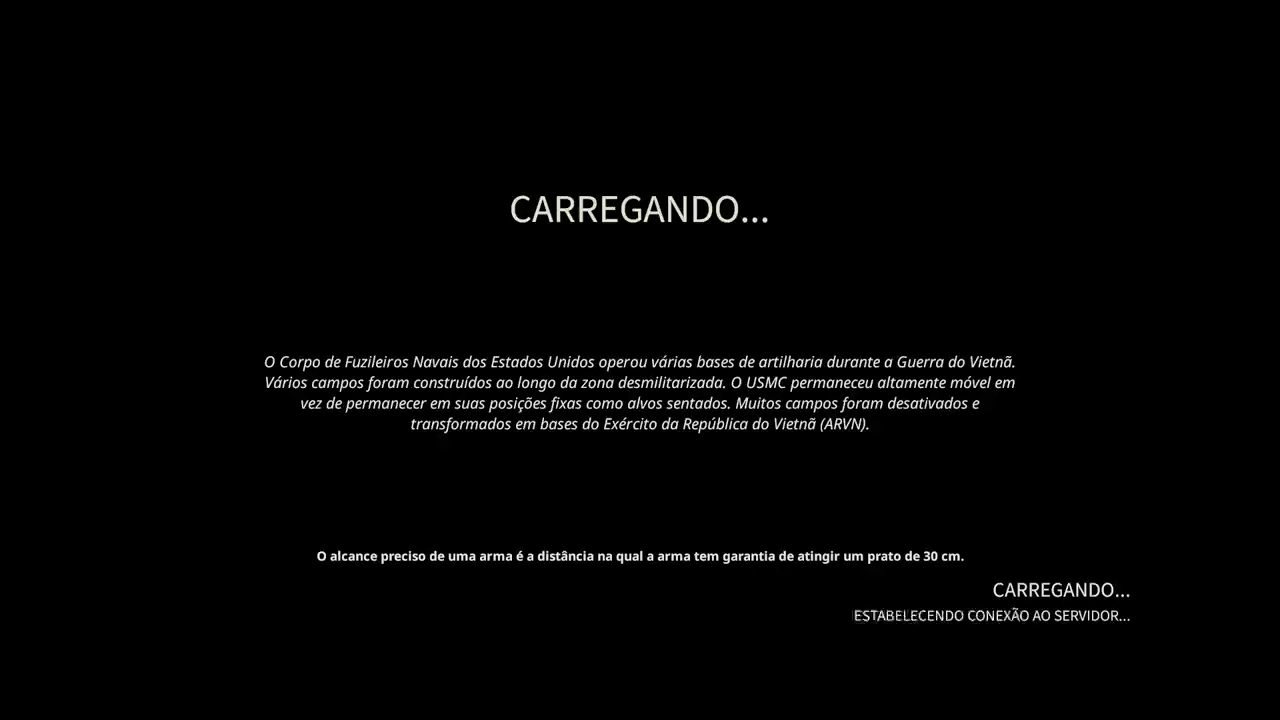 CARREGANDO...
O Corpo de Fuzileiros Navais dos Estados Unidos operou várias bases de artilharia durante a Guerra do Vietnã.
Vários campos foram construídos ao longo da zona desmilitarizada. O USMC permaneceu altamente móvel em
vez de permanecer em suas posições fixas como alvos sentados. Muitos campos foram desativados e
transformados em bases do Exército da República do Vietnã (ARVN).
O alcance preciso de uma arma é a distância na qual a arma tem garantia de atingir um prato de 30 cm.
CARREGANDO...
ESTABELECENDO CONEXÃO AO SERVIDOR...